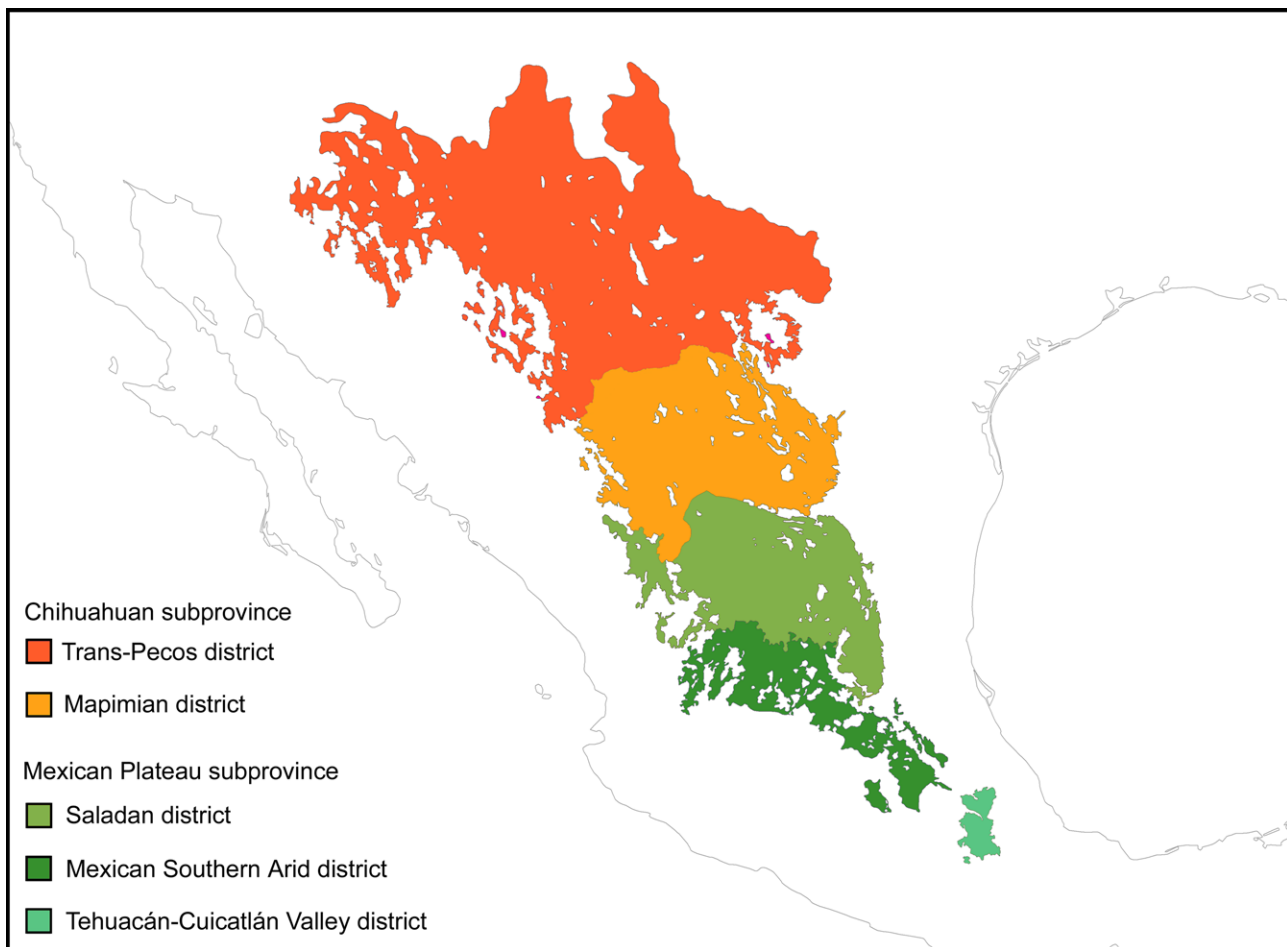 Chihuahuan subprovince
Trans-Pecos district
Mapimian district
Mexican Plateau subprovince
Saladan district
Mexican Southern Arid district
Tehuacán-Cuicatlán Valley district